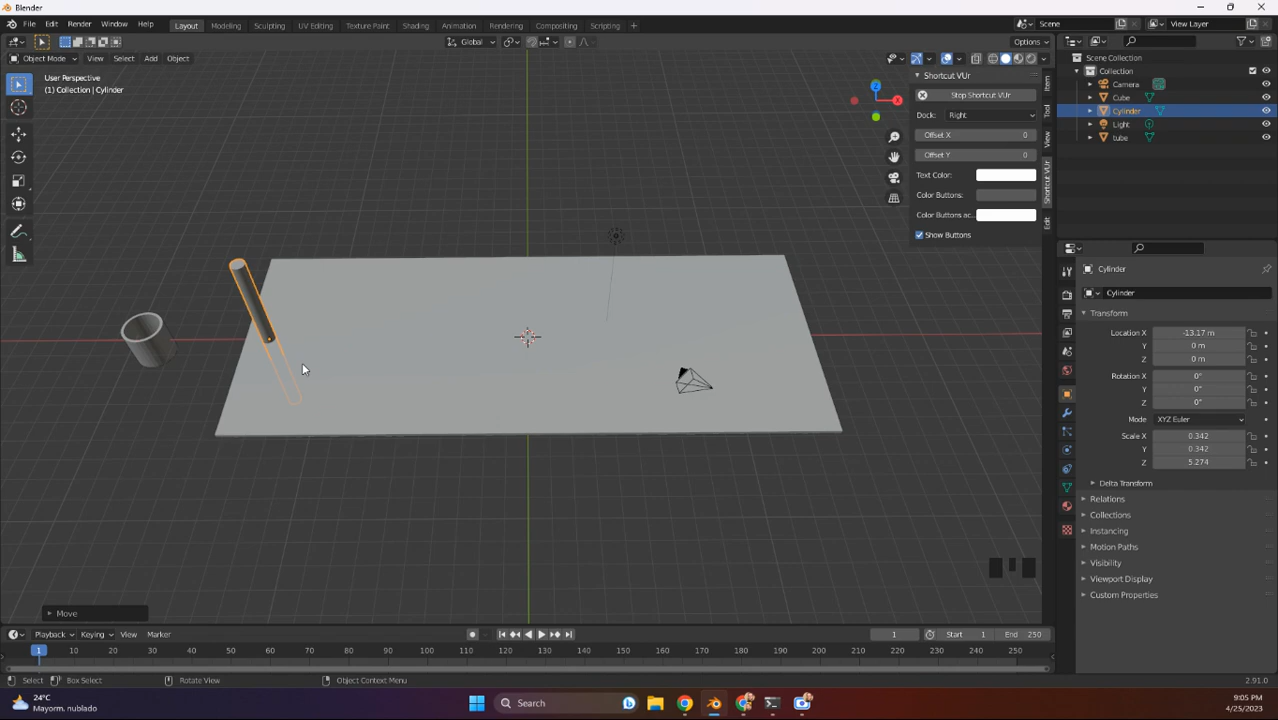 Blender
File Edit Render Window Help Layout Modeling Sculpting UV Editing Texture Paint Shading Animation Rendering Compositing Scripting + Scene View Layer
Global Options
Object Mode View Select Add Object
User Perspective
(1) Collection | Cylinder
Shortcut VUr
Stop Shortcut VUr
Dock: Right
Offset X 0
Offset Y 0
Text Color:
Color Buttons:
Color Buttons ac..
Show Buttons
Item
Tool
View
Shortcut VUr
Edit
Z
X
Scene Collection
Collection
Camera
Cube
Cylinder
Light
tube
Cylinder
Cylinder
Transform
Location X -13.17 m
Y 0 m
Z 0 m
Rotation X 0°
Y 0°
Z 0°
Mode XYZ Euler
Scale X 0.342
Y 0.342
Z 5.274
Delta Transform
Relations
Collections
Instancing
Motion Paths
Visibility
Viewport Display
Custom Properties
Move
Playback Keying View Marker 1 Start 1 End 250
1 10 20 30 40 50 60 70 80 90 100 110 120 130 140 150 160 170 180 190 200 210 220 230 240 250
Select Box Select Rotate View Object Context Menu 2.91.0
24°C
Mayorm. nublado
Search
9:05 PM
4/25/2023